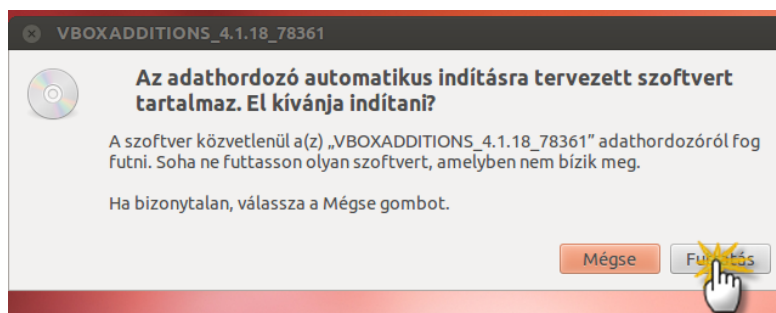 VBOXADDITIONS_4.1.18_78361
Az adathordozó automatikus indításra tervezett szoftvert
tartalmaz. El kívánja indítani?
A szoftver közvetlenül a(z) „VBOXADDITIONS_4.1.18_78361” adathordozóról fog
futni. Soha ne futtasson olyan szoftvert, amelyben nem bízik meg.
Ha bizonytalan, válassza a Mégse gombot.
Mégse